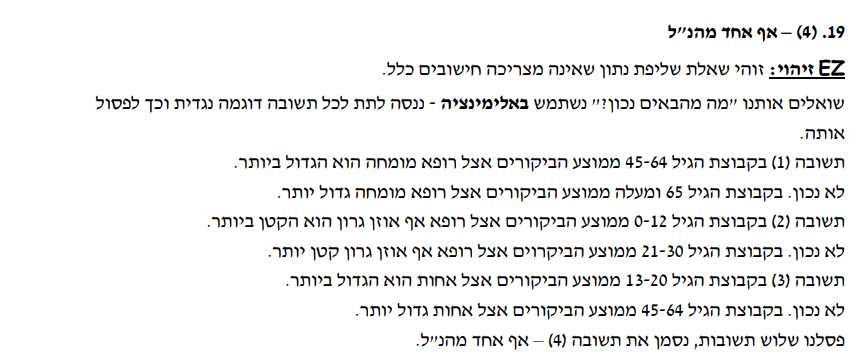 19. (4) – אף אחד מהנ"ל
EZ זיהוי: זוהי שאלת שליפת נתון שאינה מצריכה חישובים כלל.
שואלים אותנו "מה מהבאים נכון?" נשתמש באלימינציה - ננסה לתת לכל תשובה דוגמה נגדית וכך לפסול
אותה.
תשובה (1) בקבוצת הגיל 45-64 ממוצע הביקורים אצל רופא מומחה הוא הגדול ביותר.
לא נכון. בקבוצת הגיל 65 ומעלה ממוצע הביקורים אצל רופא מומחה גדול יותר.
תשובה (2) בקבוצת הגיל 0-12 ממוצע הביקורים אצל רופא אף אוזן גרון הוא הקטן ביותר.
לא נכון. בקבוצת הגיל 21-30 ממוצע הביקרוים אצל רופא אף אוזן גרון קטן יותר.
תשובה (3) בקבוצת הגיל 13-20 ממוצע הביקורים אצל אחות הוא הגדול ביותר.
לא נכון. בקבוצת הגיל 45-64 ממוצע הביקורים אצל אחות גדול יותר.
פסלנו שלוש תשובות, נסמן את תשובה (4) – אף אחד מהנ"ל.